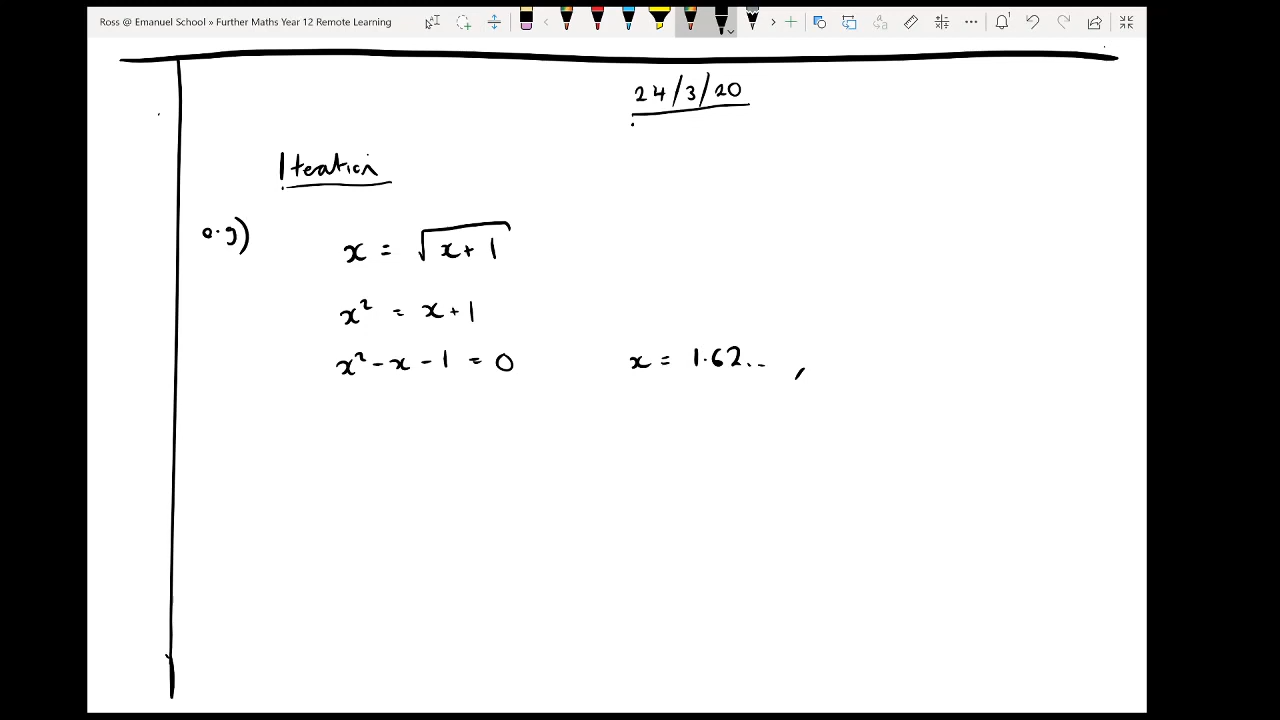 Ross @ Emanuel School » Further Maths Year 12 Remote Learning
24/3/20
Iteration
e.g)
x = √(x+1)
x² = x+1
x² - x - 1 = 0
x = 1.62.. ,